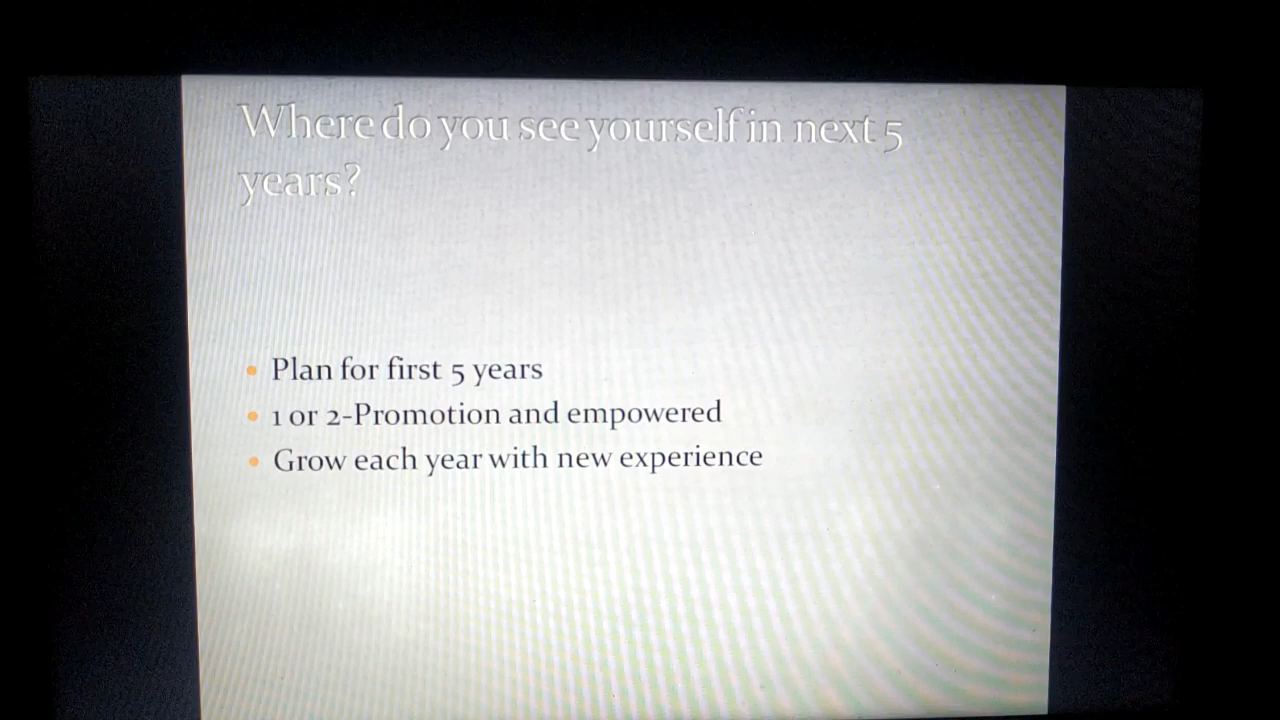 Where do you see yourself in next 5
years?
• Plan for first 5 years
• 1 or 2-Promotion and empowered
• Grow each year with new experience